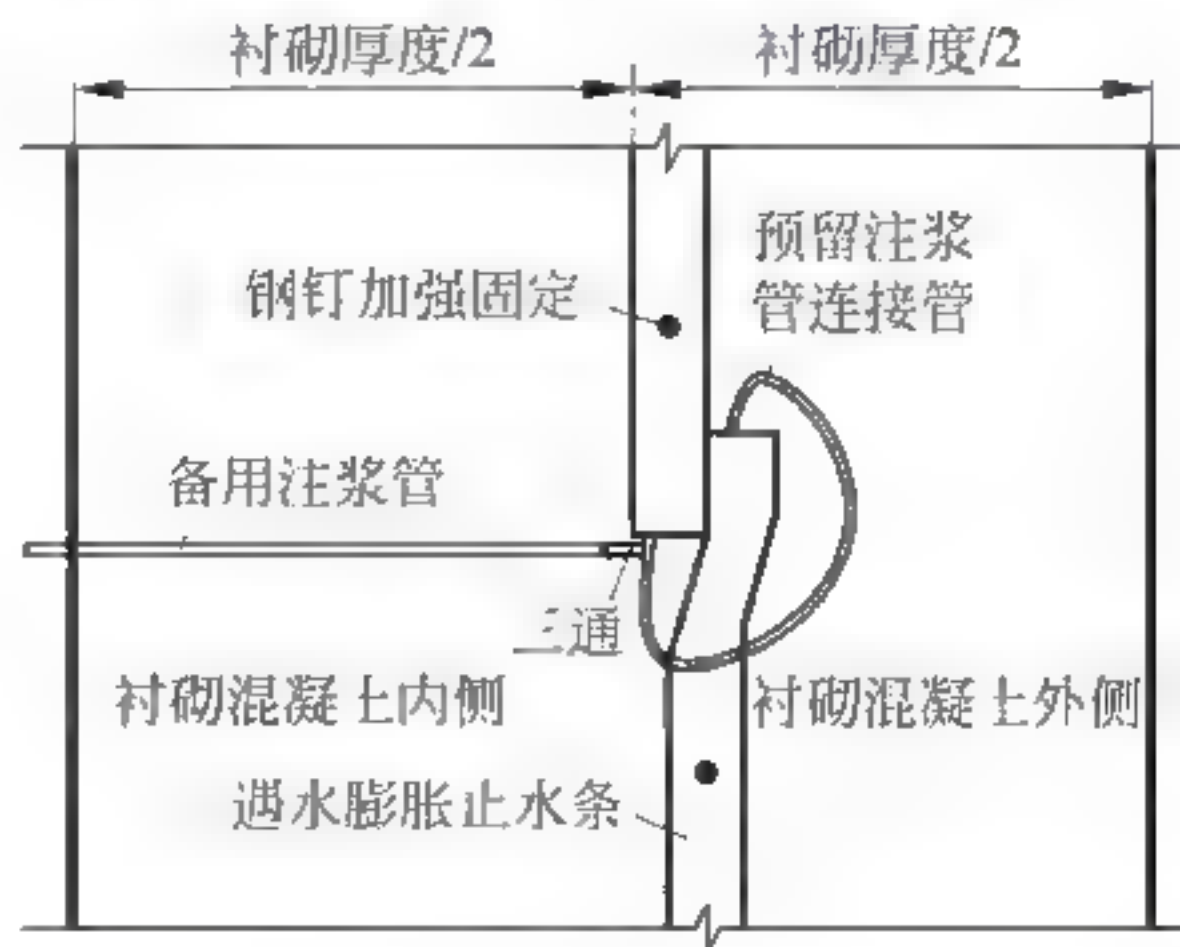 衬砌厚度/2
衬砌厚度/2
预留注浆
管连接管
钢钉加强固定
备用注浆管
三通
衬砌混凝土内侧
衬砌混凝土外侧
遇水膨胀止水条